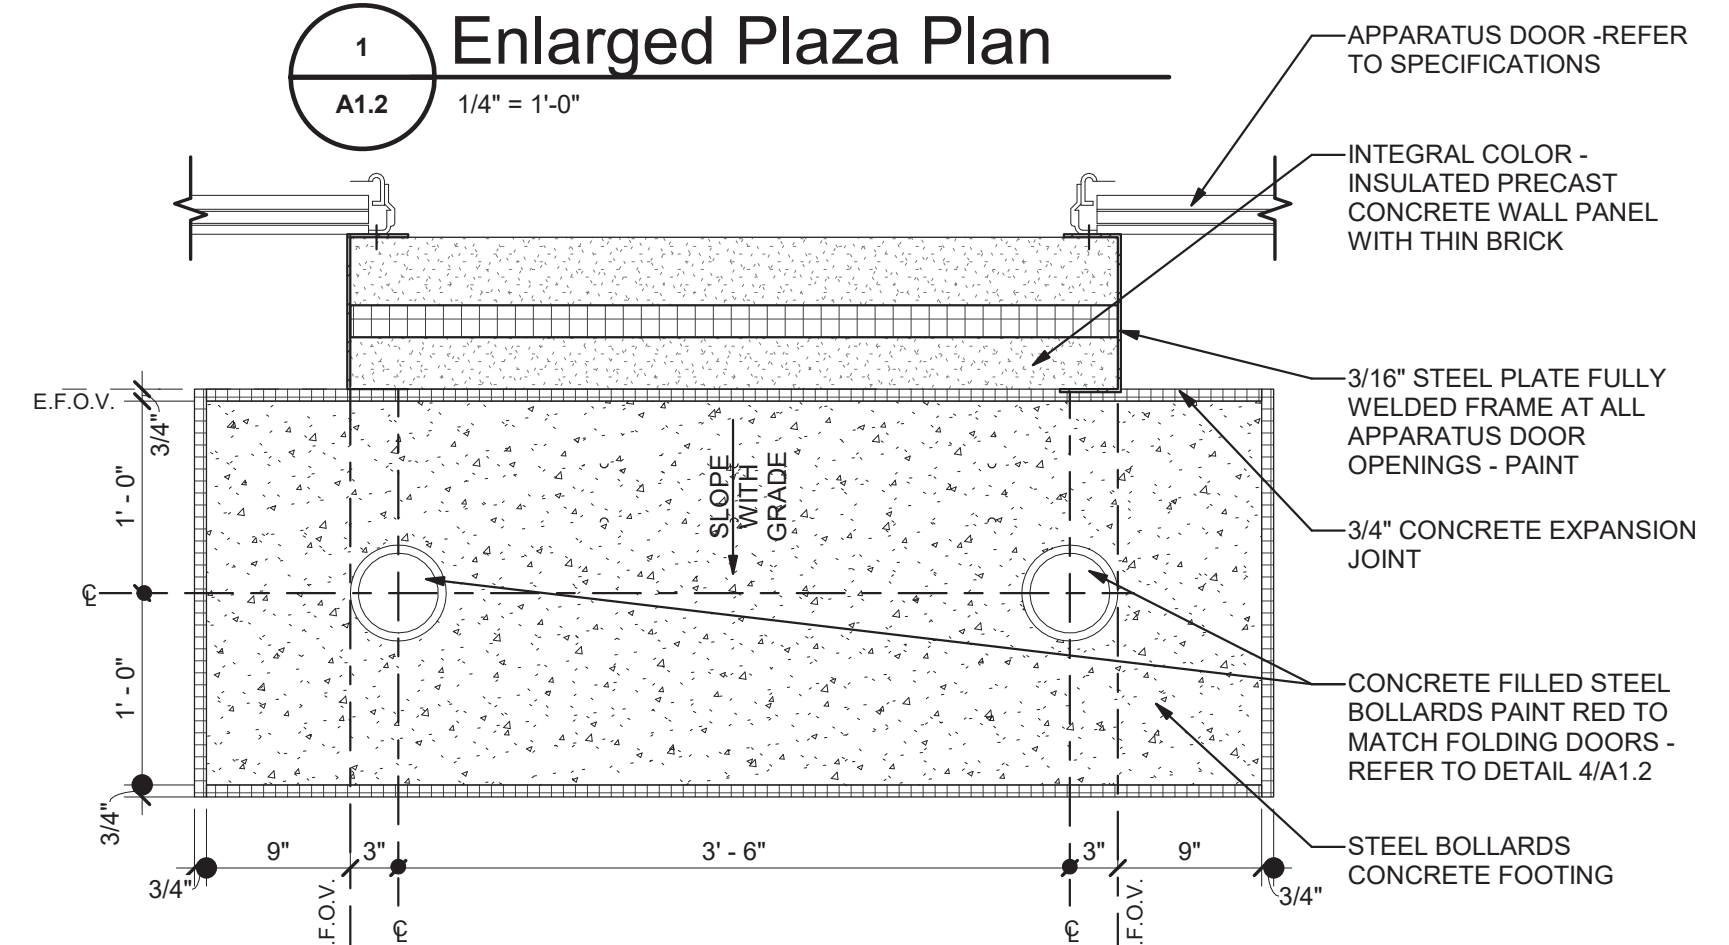 1
A1.2
Enlarged Plaza Plan
1/4" = 1'-0"
APPARATUS DOOR -REFER
TO SPECIFICATIONS
INTEGRAL COLOR -
INSULATED PRECAST
CONCRETE WALL PANEL
WITH THIN BRICK
3/16" STEEL PLATE FULLY
WELDED FRAME AT ALL
APPARATUS DOOR
OPENINGS - PAINT
3/4" CONCRETE EXPANSION
JOINT
CONCRETE FILLED STEEL
BOLLARDS PAINT RED TO
MATCH FOLDING DOORS -
REFER TO DETAIL 4/A1.2
STEEL BOLLARDS
CONCRETE FOOTING
E.F.O.V.
3/4"
1' - 0"
℄
1' - 0"
3/4"
SLOPE
WITH
GRADE
9"
3"
3' - 6"
3"
9"
3/4"
3/4"
.F.O.V.
℄
℄
.F.O.V.